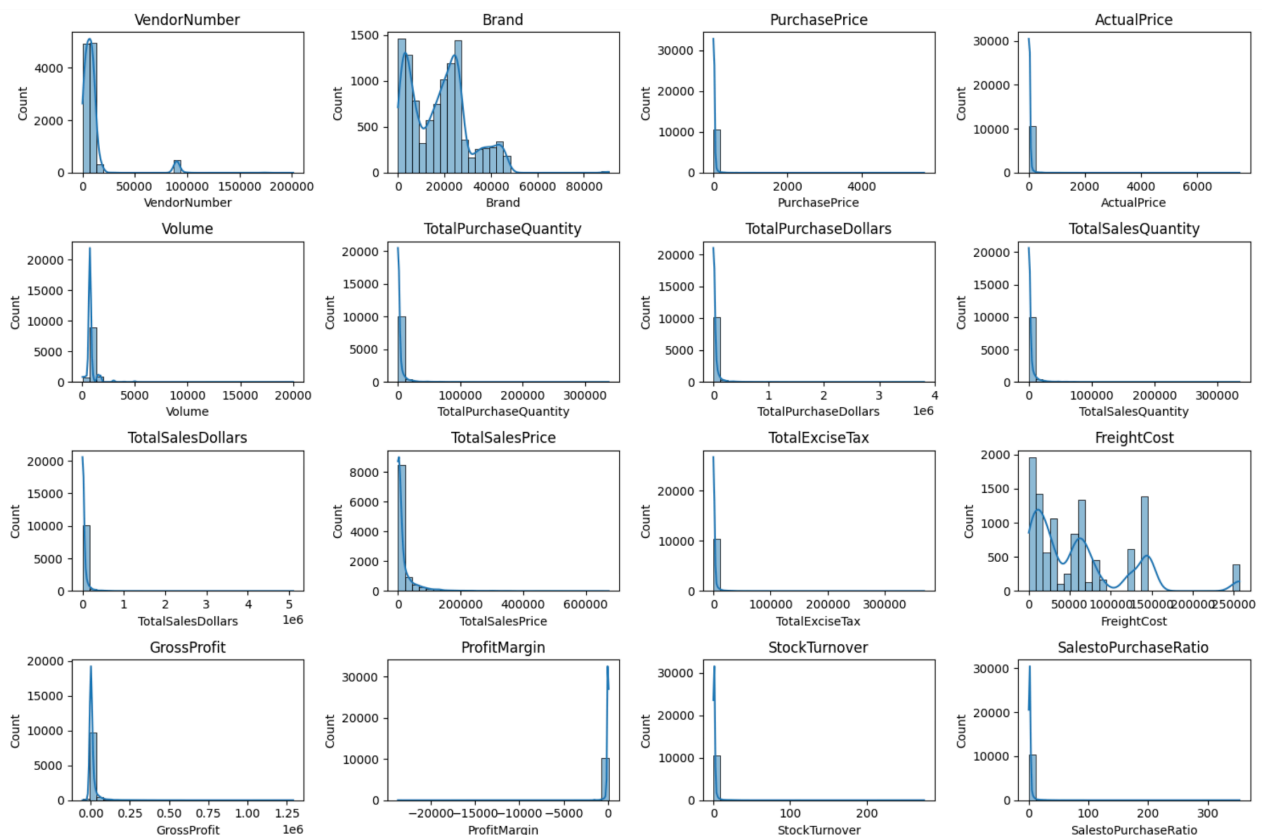 VendorNumber
Count
4000
2000
0
0 50000 100000 150000 200000
VendorNumber
Brand
Count
1500
1000
500
0
0 20000 40000 60000 80000
Brand
PurchasePrice
Count
30000
20000
10000
0
0 2000 4000
PurchasePrice
ActualPrice
Count
30000
20000
10000
0
0 2000 4000 6000
ActualPrice
Volume
Count
20000
15000
10000
5000
0
0 5000 10000 15000 20000
Volume
TotalPurchaseQuantity
Count
20000
15000
10000
5000
0
0 100000 200000 300000
TotalPurchaseQuantity
TotalPurchaseDollars
Count
20000
15000
10000
5000
0
0 1 2 3 4
1e6
TotalPurchaseDollars
TotalSalesQuantity
Count
20000
15000
10000
5000
0
0 100000 200000 300000
TotalSalesQuantity
TotalSalesDollars
Count
20000
15000
10000
5000
0
0 1 2 3 4 5
1e6
TotalSalesDollars
TotalSalesPrice
Count
8000
6000
4000
2000
0
0 200000 400000 600000
TotalSalesPrice
TotalExciseTax
Count
20000
10000
0
0 100000 200000 300000
TotalExciseTax
FreightCost
Count
2000
1500
1000
500
0
0 50000 100000 150000 200000 250000
FreightCost
GrossProfit
Count
20000
15000
10000
5000
0
0.00 0.25 0.50 0.75 1.00 1.25
1e6
GrossProfit
ProfitMargin
Count
30000
20000
10000
0
−20000 −15000 −10000 −5000 0
ProfitMargin
StockTurnover
Count
30000
20000
10000
0
0 100 200
StockTurnover
SalestoPurchaseRatio
Count
30000
20000
10000
0
0 100 200 300
SalestoPurchaseRatio